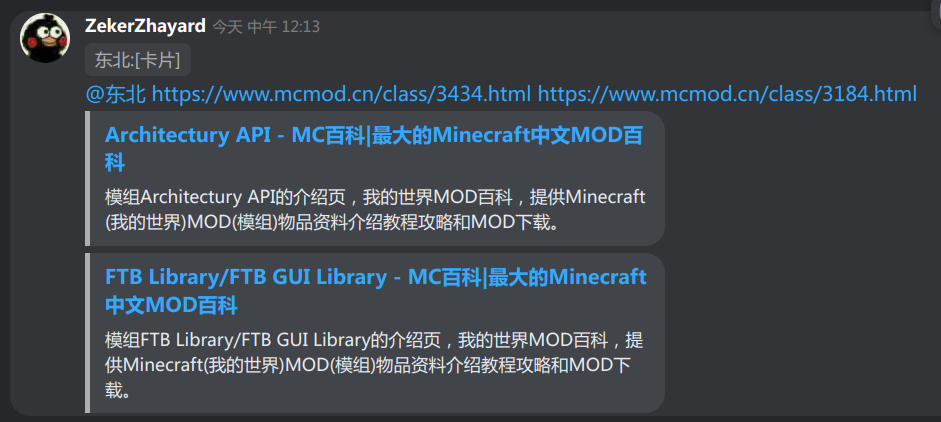 ZekerZhayard 今天 中午 12:13
东北:[卡片]
@东北 https://www.mcmod.cn/class/3434.html https://www.mcmod.cn/class/3184.html
Architectury API - MC百科|最大的Minecraft中文MOD百
科
模组Architectury API的介绍页，我的世界MOD百科，提供Minecraft
(我的世界)MOD(模组)物品资料介绍教程攻略和MOD下载。
FTB Library/FTB GUI Library - MC百科|最大的Minecraft
中文MOD百科
模组FTB Library/FTB GUI Library的介绍页，我的世界MOD百科，提
供Minecraft(我的世界)MOD(模组)物品资料介绍教程攻略和MOD下
载。